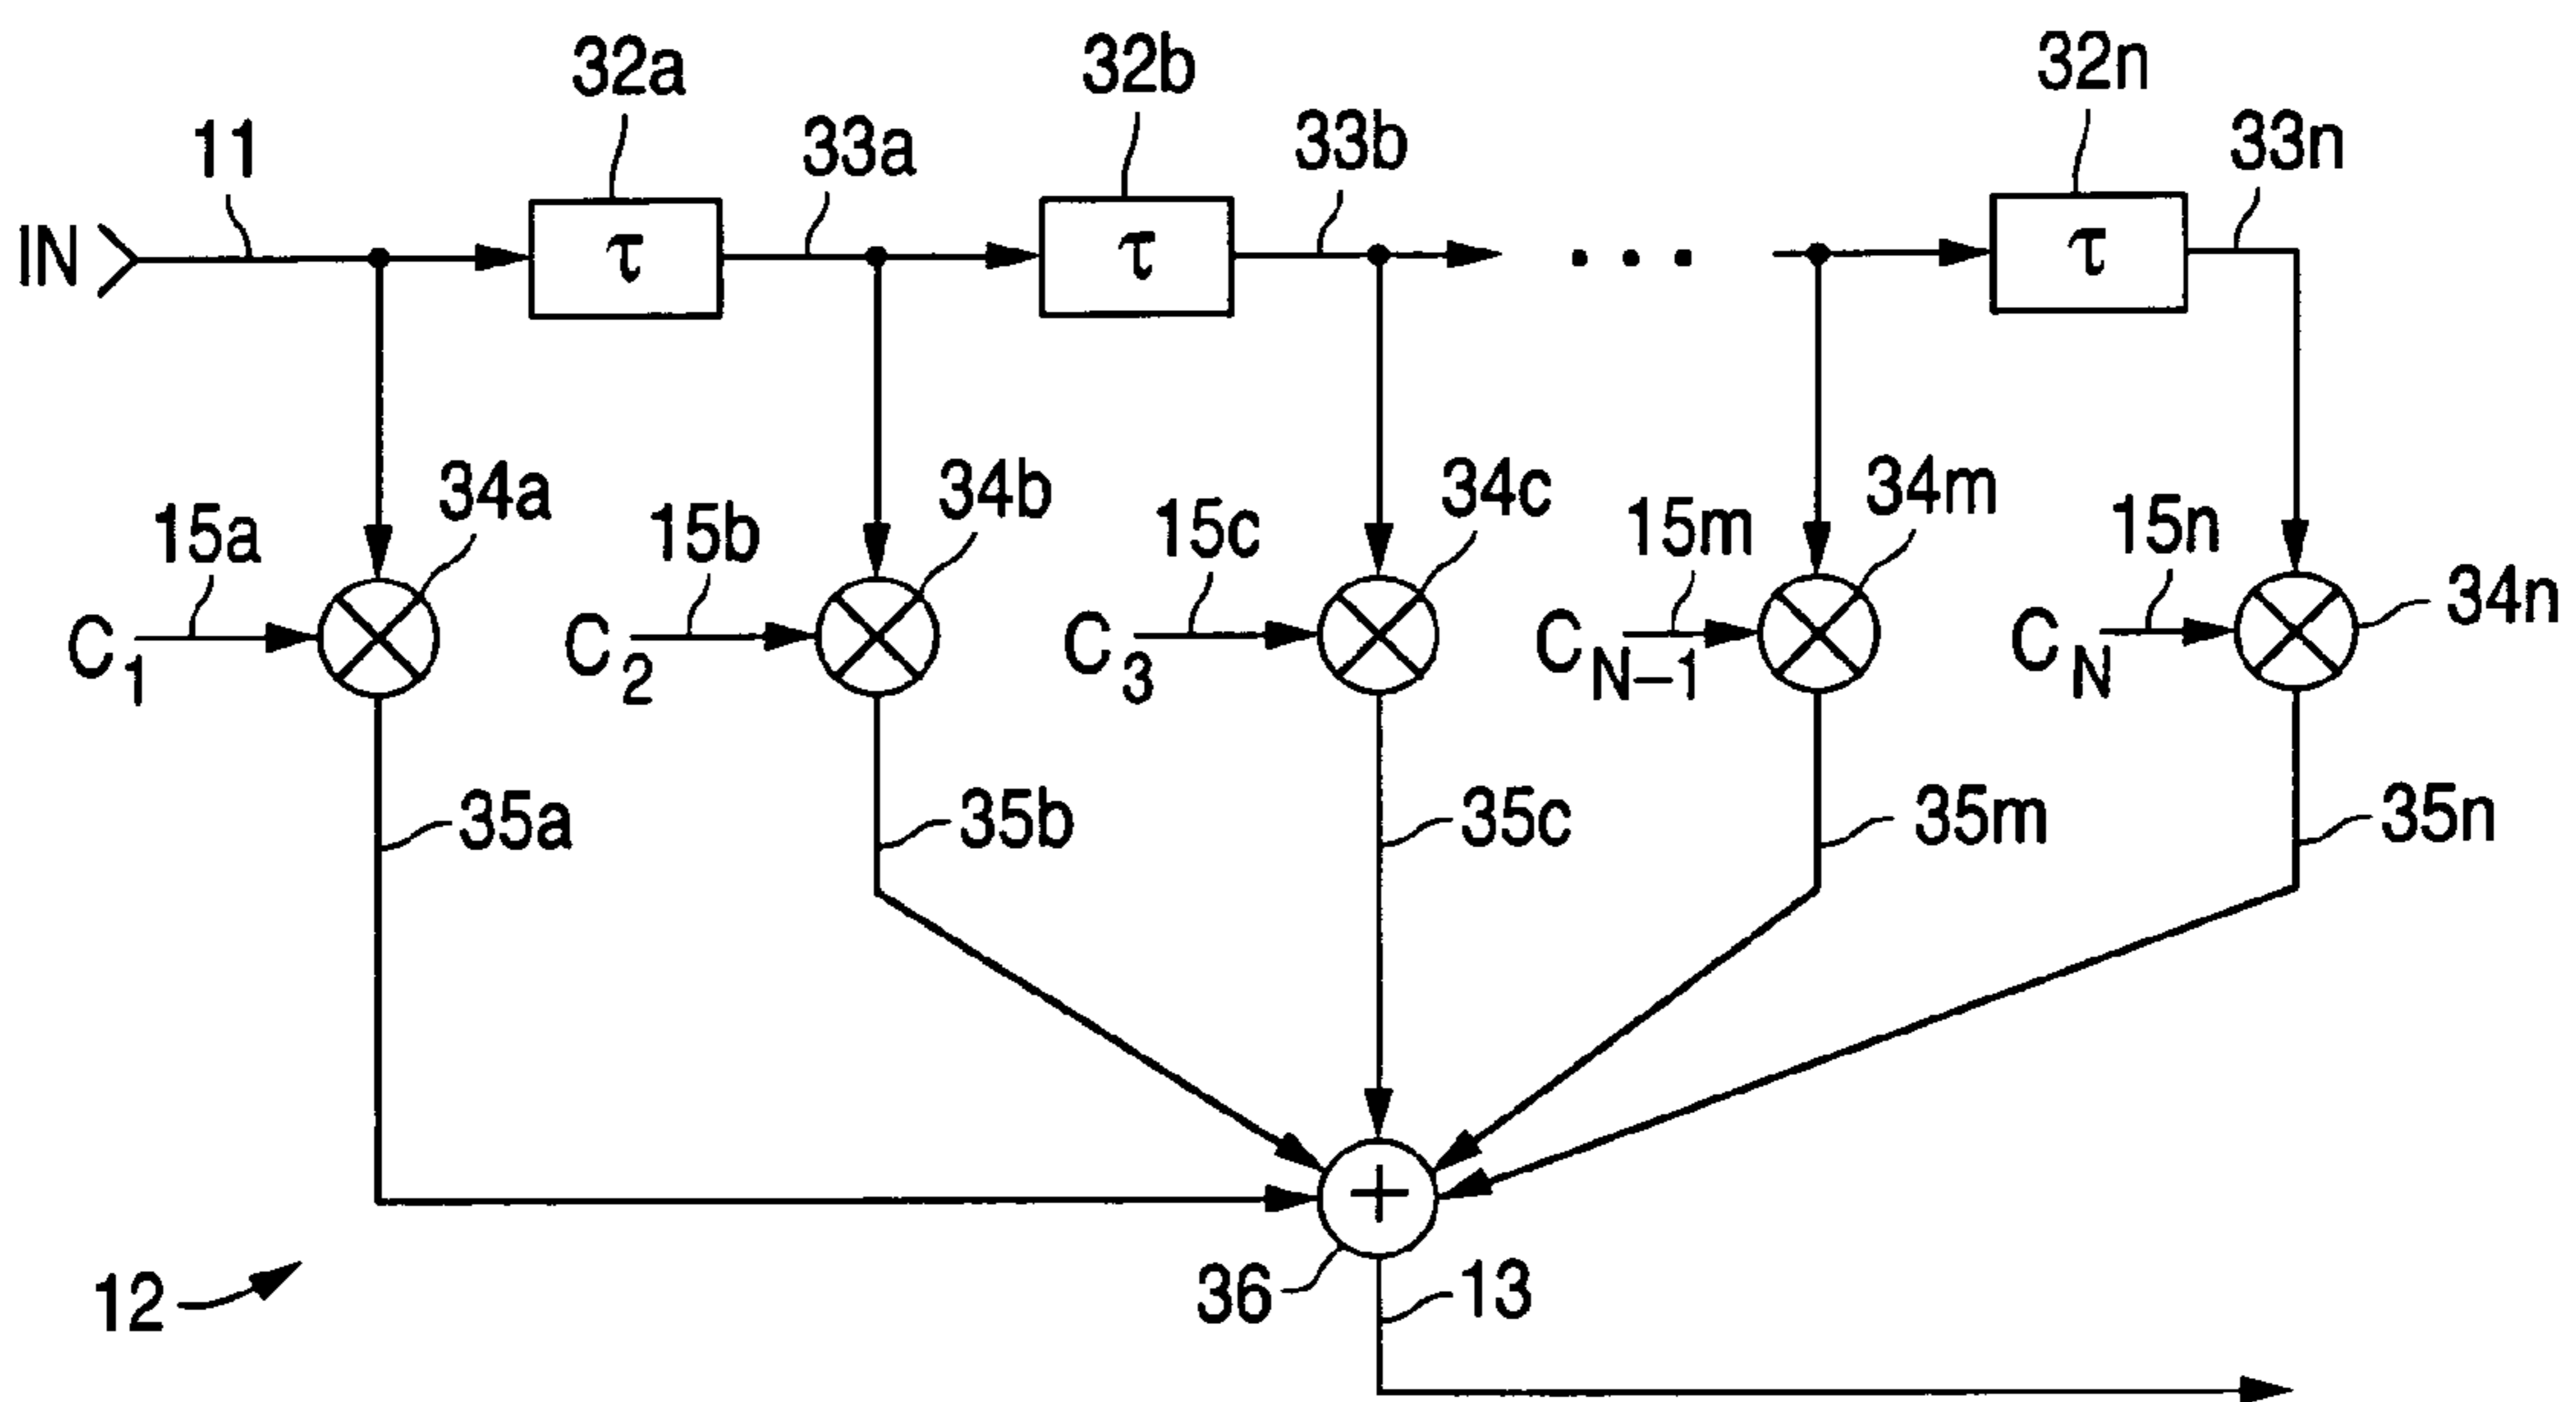 32a 32b 32n
11 33a 33b 33n
IN τ τ . . . τ
34a 34b 34c 34m
15a 15b 15c 15m 15n
34n
C1 C2 C3 CN–1 CN
35a 35b 35c 35m 35n
+
12 36 13